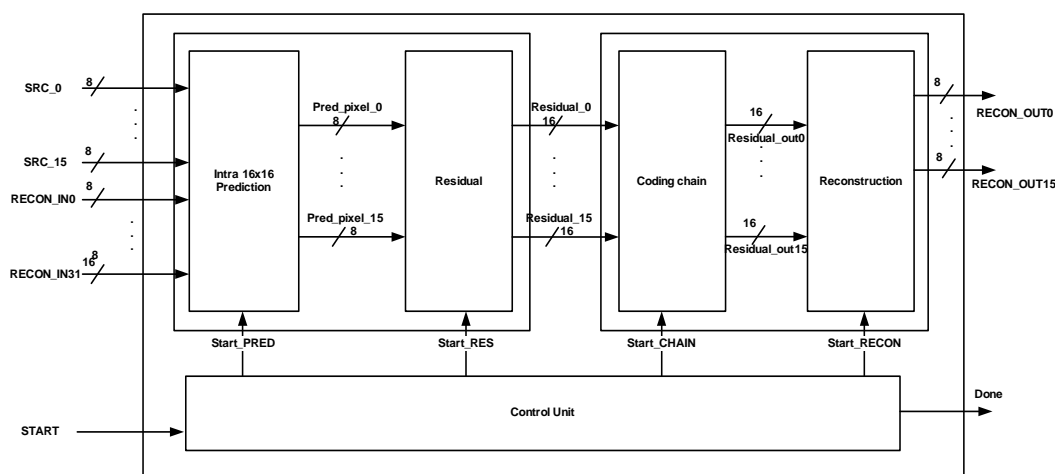 8
SRC_0
8
SRC_15
8
RECON_IN0
8
16
RECON_IN31
Intra 16x16
Prediction
Pred_pixel_0
8
Pred_pixel_15
8
Residual
Residual_0
16
Residual_15
16
Coding chain
16
Residual_out0
16
Residual_out15
Reconstruction
8
RECON_OUT0
8
RECON_OUT15
Start_PRED
Start_RES
Start_CHAIN
Start_RECON
START
Control Unit
Done